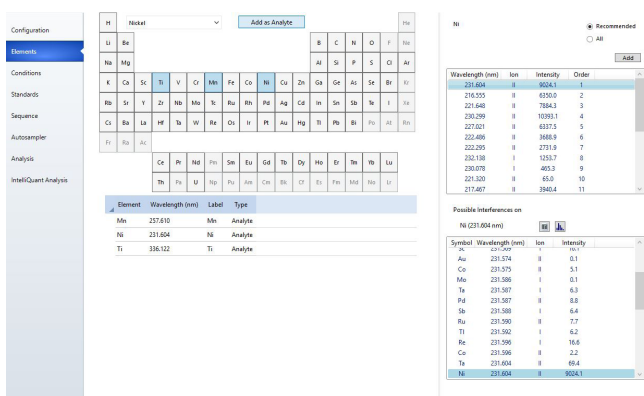 Configuration
Elements
Conditions
Standards
Sequence
Autosampler
Analysis
IntelliQuant Analysis
Nickel
Add as Analyte
H He
Li Be B C N O F Ne
Na Mg Al Si P S Cl Ar
K Ca Sc Ti V Cr Mn Fe Co Ni Cu Zn Ga Ge As Se Br Kr
Rb Sr Y Zr Nb Mo Tc Ru Rh Pd Ag Cd In Sn Sb Te I Xe
Cs Ba La Hf Ta W Re Os Ir Pt Au Hg Tl Pb Bi Po At Rn
Fr Ra Ac
Ce Pr Nd Pm Sm Eu Gd Tb Dy Ho Er Tm Yb Lu
Th Pa U Np Pu Am Cm Bk Cf Es Fm Md No Lr
Element Wavelength (nm) Label Type
Mn 257.610 Mn Analyte
Ni 231.604 Ni Analyte
Ti 336.122 Ti Analyte
Ni
Recommended
All
Add
Wavelength (nm) Ion Intensity Order
231.604 II 9024.1 1
216.555 II 6350.0 2
221.648 II 7884.3 3
230.299 II 10393.1 4
227.021 II 6337.5 5
222.486 II 3688.9 6
222.295 II 2731.9 7
232.138 I 1253.7 8
230.078 I 465.3 9
221.320 II 65.0 10
217.467 II 3940.4 11
Possible Interferences on
Ni (231.604 nm)
Symbol Wavelength (nm) Ion Intensity
Au 231.574 II 0.1
Co 231.575 II 5.1
Mo 231.586 I 0.1
Ta 231.587 I 6.3
Pd 231.587 II 8.8
Sb 231.588 I 6.4
Ru 231.590 II 7.7
Tl 231.592 I 6.2
Re 231.596 I 16.6
Co 231.596 II 2.2
Ta 231.604 II 69.4
Ni 231.604 II 9024.1